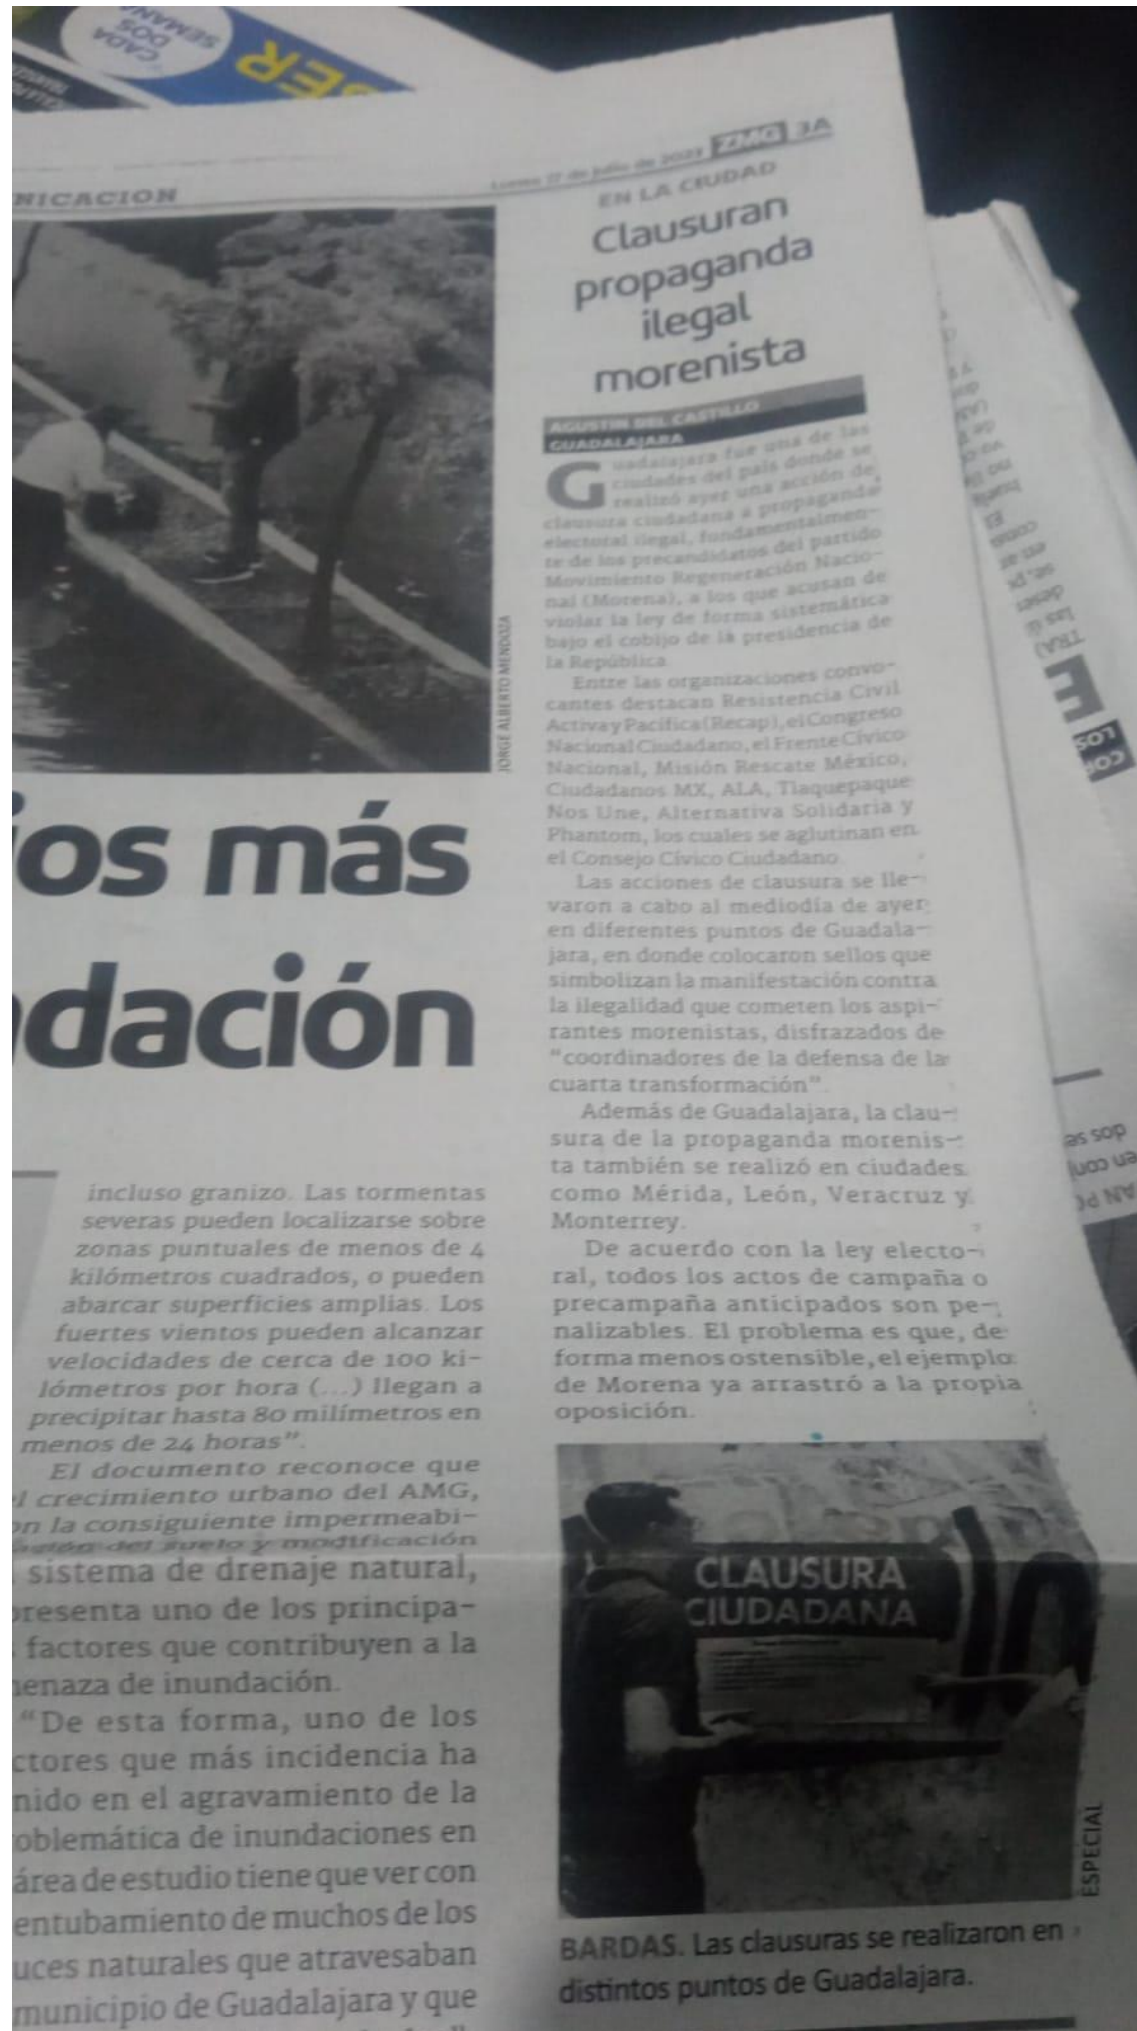 CADA
DOS
SEMANA
SER
NICACION
Lunes 17 de julio de 2023 ZMG 3A
EN LA CIUDAD
Clausuran
propaganda
ilegal
morenista
AGUSTÍN DEL CASTILLO
GUADALAJARA
Guadalajara fue una de las
ciudades del país donde se
realizó ayer una acción de
clausura ciudadana a propaganda
electoral ilegal, fundamentalmen-
te de los precandidatos del partido
Movimiento Regeneración Nacio-
nal (Morena), a los que acusan de
violar la ley de forma sistemática
bajo el cobijo de la presidencia de
la República.
Entre las organizaciones convo-
cantes destacan Resistencia Civil
Activa y Pacífica (Recap), el Congreso
Nacional Ciudadano, el Frente Cívico
Nacional, Misión Rescate México,
Ciudadanos MX, ALA, Tlaquepaque
Nos Une, Alternativa Solidaria y
Phantom, los cuales se aglutinan en
el Consejo Cívico Ciudadano.
Las acciones de clausura se lle-
varon a cabo al mediodía de ayer
en diferentes puntos de Guadala-
jara, en donde colocaron sellos que
simbolizan la manifestación contra
la ilegalidad que cometen los aspi-
rantes morenistas, disfrazados de
"coordinadores de la defensa de la
cuarta transformación".
Además de Guadalajara, la clau-
sura de la propaganda morenis-
ta también se realizó en ciudades
como Mérida, León, Veracruz y
Monterrey.
De acuerdo con la ley electo-
ral, todos los actos de campaña o
precampaña anticipados son pe-
nalizables. El problema es que, de
forma menos ostensible, el ejemplo
de Morena ya arrastró a la propia
oposición.
CLAUSURA
CIUDADANA
ESPECIAL
BARDAS. Las clausuras se realizaron en
distintos puntos de Guadalajara.
JORGE ALBERTO MENDOZA
ios más
dación
incluso granizo. Las tormentas
severas pueden localizarse sobre
zonas puntuales de menos de 4
kilómetros cuadrados, o pueden
abarcar superficies amplias. Los
fuertes vientos pueden alcanzar
velocidades de cerca de 100 ki-
lómetros por hora (...) llegan a
precipitar hasta 80 milímetros en
menos de 24 horas".
El documento reconoce que
el crecimiento urbano del AMG,
on la consiguiente impermeabi-
del suelo y modificación
sistema de drenaje natural,
presenta uno de los principa-
factores que contribuyen a la
menaza de inundación.
"De esta forma, uno de los
ctores que más incidencia ha
nido en el agravamiento de la
oblemática de inundaciones en
área de estudio tiene que ver con
entubamiento de muchos de los
uces naturales que atravesaban
municipio de Guadalajara y que